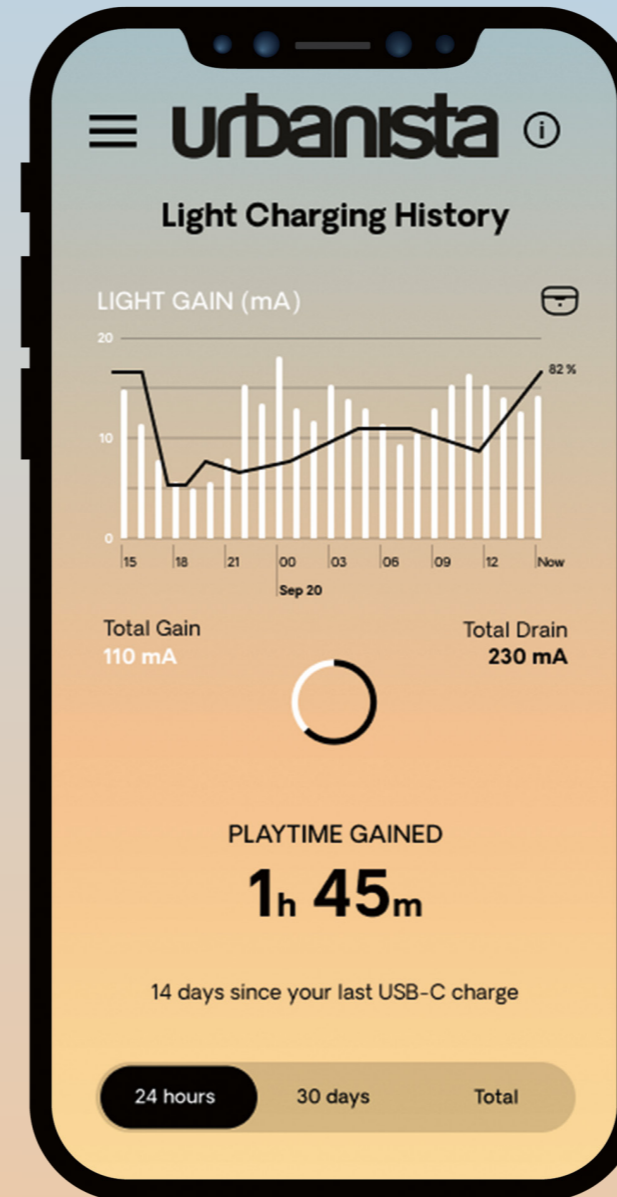 urbanista
Light Charging History
LIGHT GAIN (mA)
20
82 %
10
0
15 18 21 00 03 06 09 12 Now
Sep 20
Total Gain Total Drain
110 mA 230 mA
PLAYTIME GAINED
1h 45m
14 days since your last USB-C charge
24 hours 30 days Total